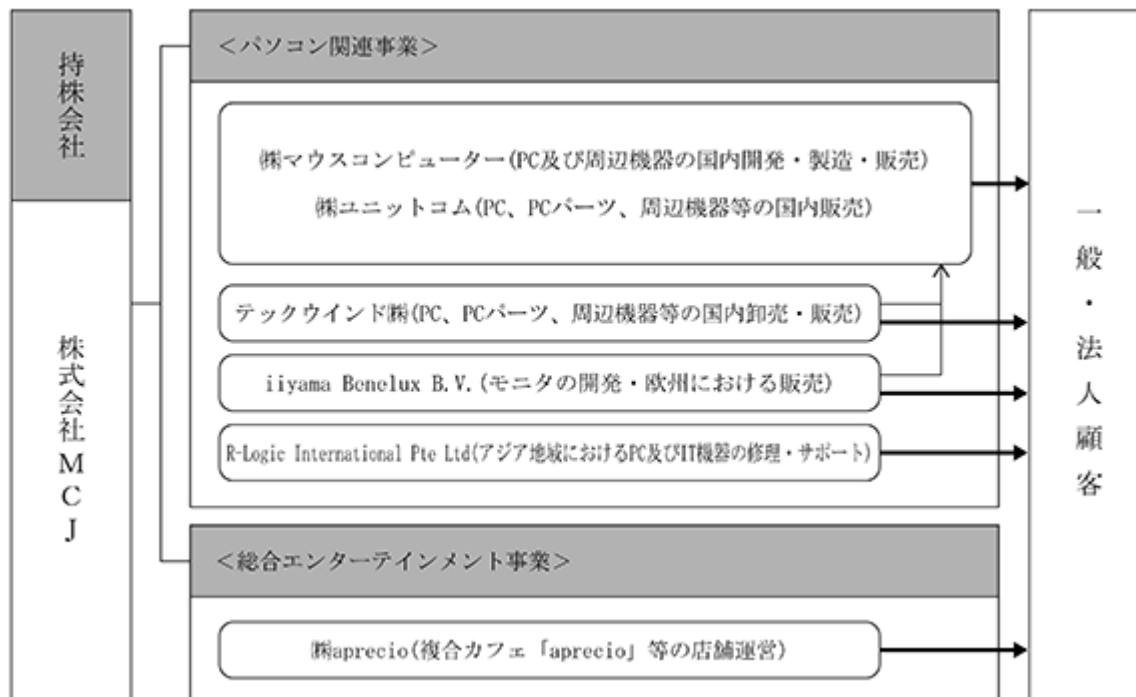 持株会社
株式会社MCJ
＜パソコン関連事業＞
㈱マウスコンピューター(PC及び周辺機器の国内開発・製造・販売)
㈱ユニットコム(PC、PCパーツ、周辺機器等の国内販売)
テックウインド㈱(PC、PCパーツ、周辺機器等の国内卸売・販売)
iiyama Benelux B.V.(モニタの開発・欧州における販売)
R-Logic International Pte Ltd(アジア地域におけるPC及びIT機器の修理・サポート)
＜総合エンターテインメント事業＞
㈱aprecio(複合カフェ「aprecio」等の店舗運営)
一般・法人顧客